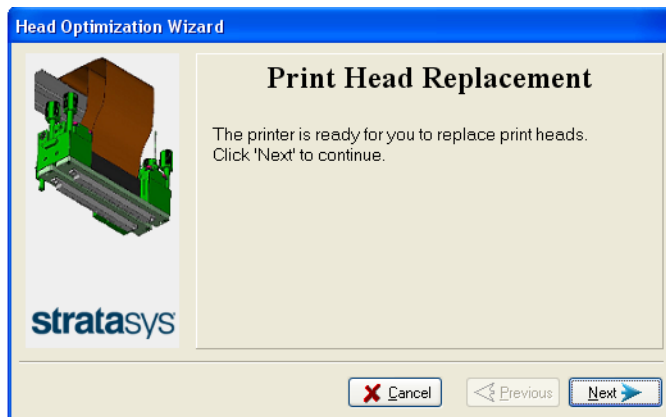 Head Optimization Wizard
Print Head Replacement
The printer is ready for you to replace print heads.
Click 'Next' to continue.
stratasys
Cancel
Previous
Next